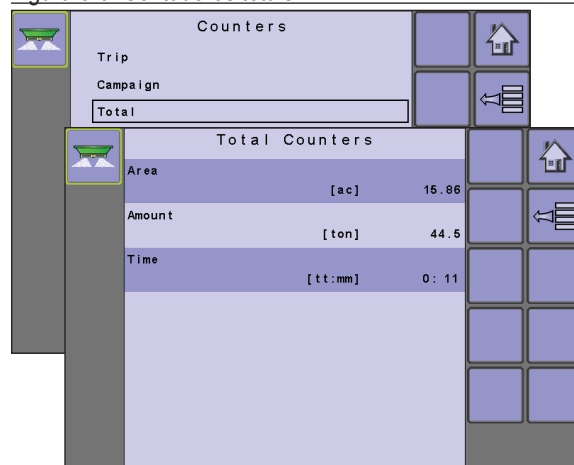 Counters
Trip
Campaign
Total
Total Counters
Area
[ac] 15.86
Amount
[ton] 44.5
Time
[tt:mm] 0: 11